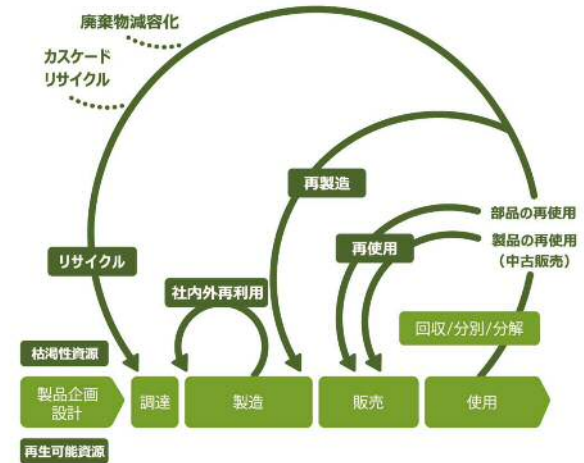 廃棄物減容化
カスケード
リサイクル
再製造
部品の再使用
製品の再使用
（中古販売）
再使用
リサイクル
社内外再利用
回収/分別/分解
枯渇性資源
製品企画
設計
調達
製造
販売
使用
再生可能資源